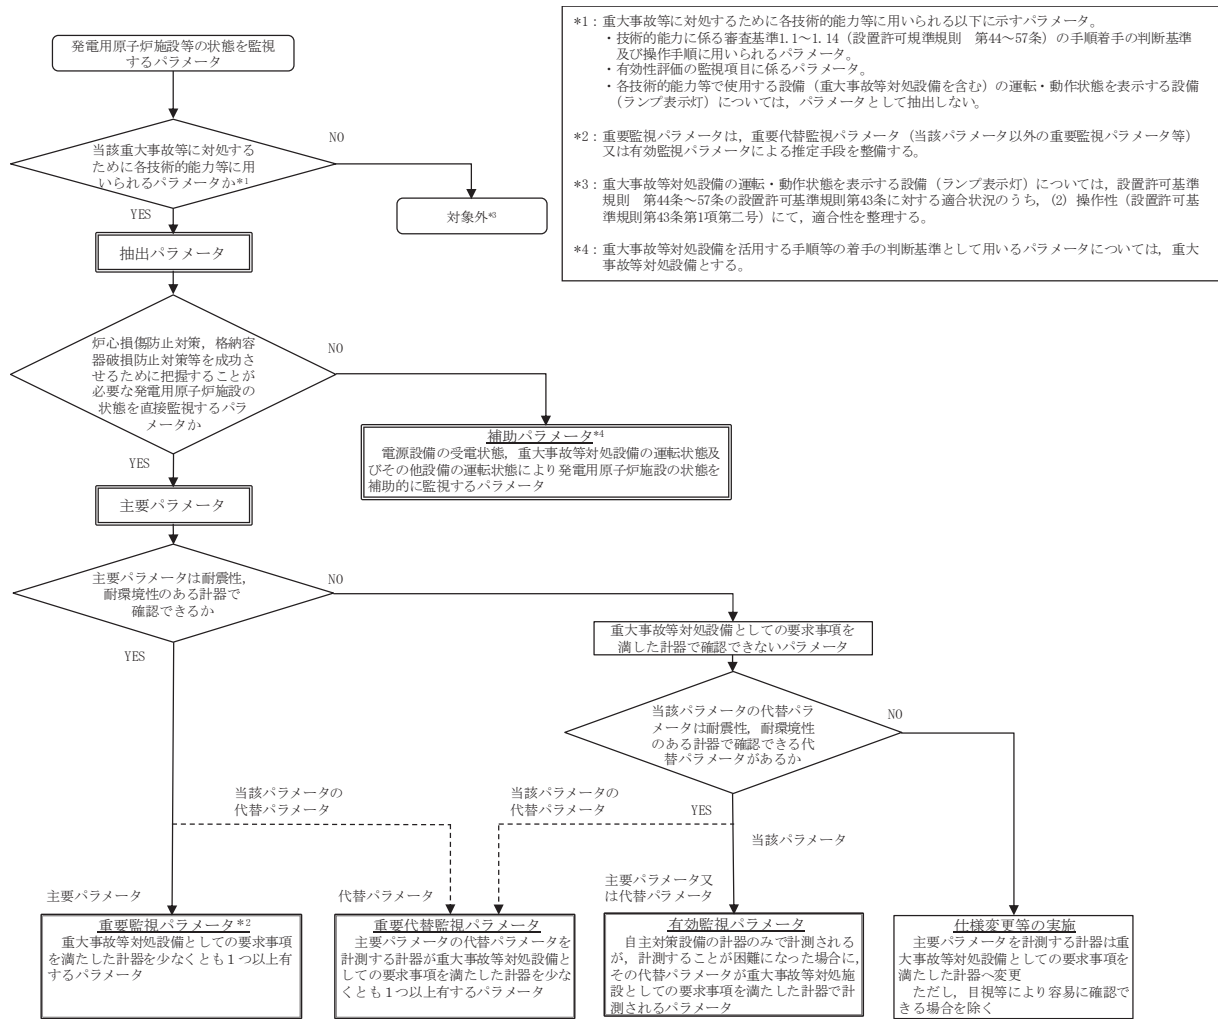 発電用原子炉施設等の状態を監視
するパラメータ
当該重大事故等に対処する
ために各技術的能力等に用
いられるパラメータか*1
NO
YES
対象外*3
抽出パラメータ
炉心損傷防止対策，格納容
器破損防止対策等を成功さ
せるために把握することが
必要な発電用原子炉施設の
状態を直接監視するパラ
メータか
NO
YES
補助パラメータ*4
電源設備の受電状態，重大事故等対処設備の運転状態及
びその他設備の運転状態により発電用原子炉施設の状態を
補助的に監視するパラメータ
主要パラメータ
主要パラメータは耐震性，
耐環境性のある計器で
確認できるか
NO
YES
重大事故等対処設備としての要求事項を
満した計器で確認できないパラメータ
当該パラメータの代替パラ
メータは耐震性，耐環境性
のある計器で確認できる代
替パラメータがあるか
NO
YES
当該パラメータの
代替パラメータ
当該パラメータの
代替パラメータ
当該パラメータ
主要パラメータ
代替パラメータ
主要パラメータ又
は代替パラメータ
重要監視パラメータ*2
重大事故等対処設備としての要求事項
を満たした計器を少なくとも１つ以上有
するパラメータ
重要代替監視パラメータ
主要パラメータの代替パラメータを
計測する計器が重大事故等対処設備と
しての要求事項を満たした計器を少な
くとも１つ以上有するパラメータ
有効監視パラメータ
自主対策設備の計器のみで計測される
が，計測することが困難になった場合に，
その代替パラメータが重大事故等対処施
設としての要求事項を満たした計器で計
測されるパラメータ
仕様変更等の実施
主要パラメータを計測する計器は重
大事故等対処設備としての要求事項を
満たした計器へ変更
ただし，目視等により容易に確認で
きる場合を除く
*1：重大事故等に対処するために各技術的能力等に用いられる以下に示すパラメータ。
・技術的能力に係る審査基準1.1～1.14（設置許可規準規則　第44～57条）の手順着手の判断基準
及び操作手順に用いられるパラメータ。
・有効性評価の監視項目に係るパラメータ。
・各技術的能力等で使用する設備（重大事故等対処設備を含む）の運転・動作状態を表示する設備
（ランプ表示灯）については，パラメータとして抽出しない。
*2：重要監視パラメータは，重要代替監視パラメータ（当該パラメータ以外の重要監視パラメータ等）
又は有効監視パラメータによる推定手段を整備する。
*3：重大事故等対処設備の運転・動作状態を表示する設備（ランプ表示灯）については，設置許可基準
規則　第44条～57条の設置許可基準規則第43条に対する適合状況のうち，(2) 操作性（設置許可基
準規則第43条第1項第二号）にて，適合性を整理する。
*4：重大事故等対処設備を活用する手順等の着手の判断基準として用いるパラメータについては，重大
事故等対処設備とする。